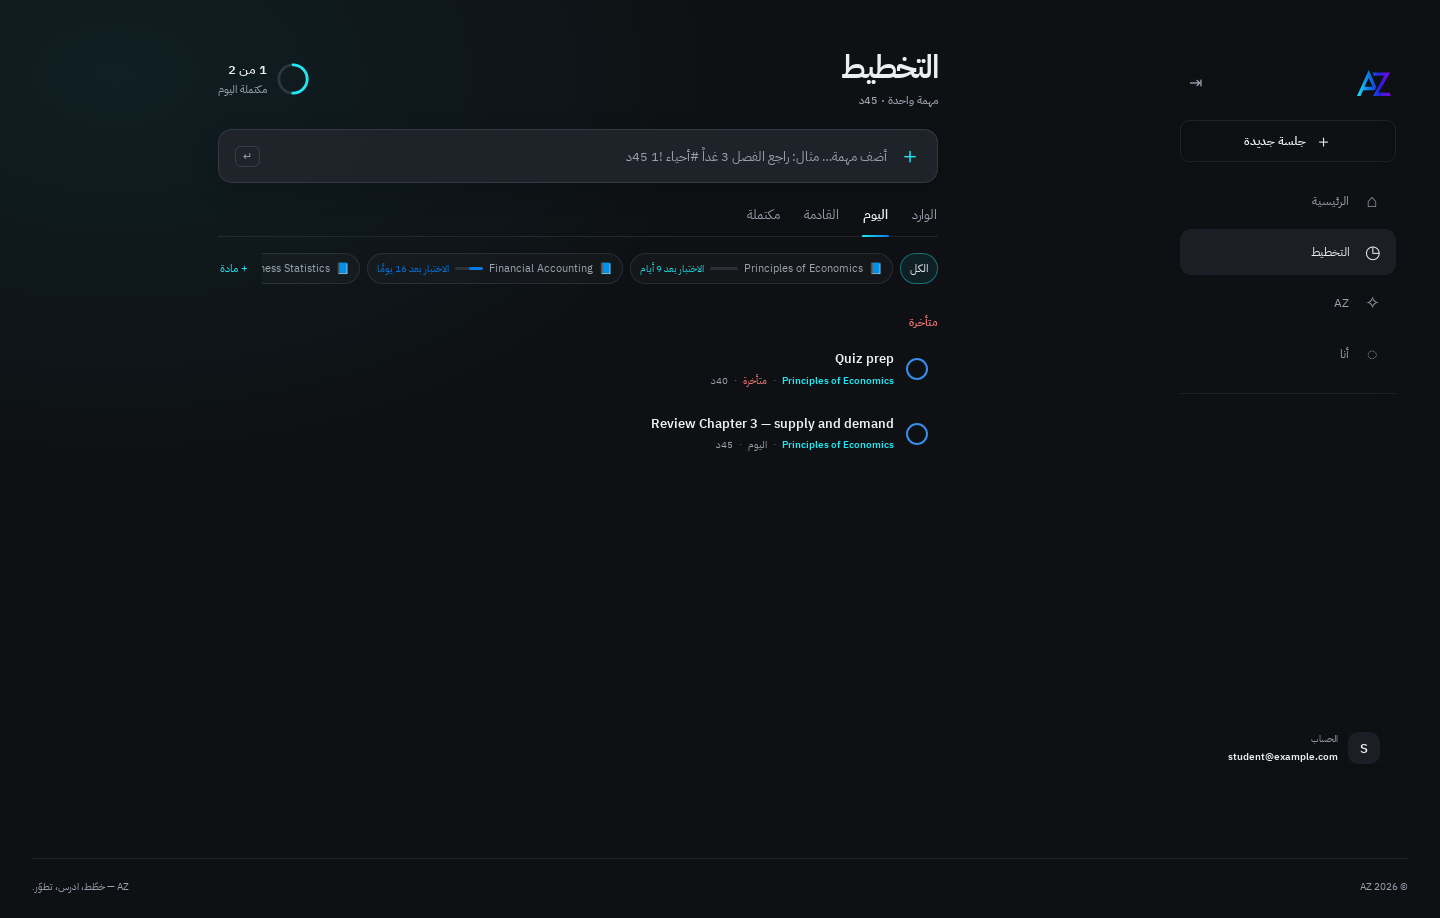 AZ
⇥
+ جلسة جديدة
الرئيسية
التخطيط
AZ
أنا
الحساب
S
student@example.com
التخطيط
مهمة واحدة • 45د
1 من 2
مكتملة اليوم
+ أضف مهمة... مثال: راجع الفصل 3 غداً #أحياء !1 45د ↵
الوارد اليوم القادمة مكتملة
الكل Principles of Economics الاختبار بعد 9 أيام Financial Accounting الاختبار بعد 16 يومًا ness Statistics + مادة
متأخرة
Quiz prep
Principles of Economics · متأخرة · 40د
Review Chapter 3 — supply and demand
Principles of Economics · اليوم · 45د
© 2026 AZ
AZ — خطّط، ادرس، تطوّر.